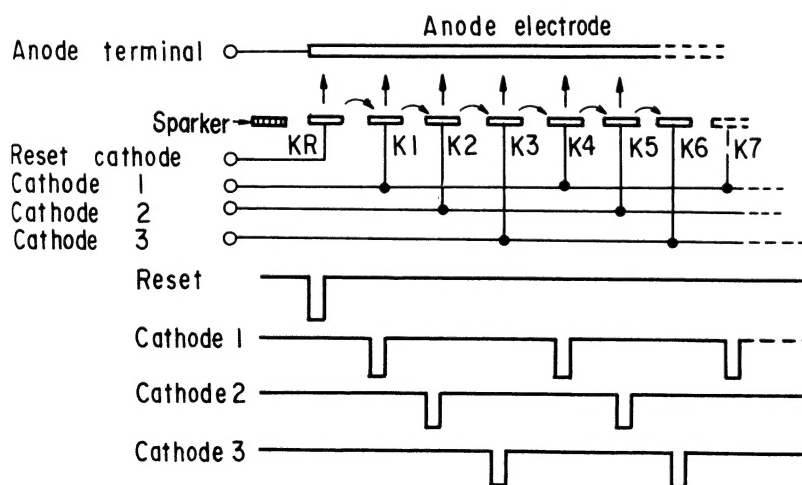 Anode electrode
Anode terminal
Sparker
KR K1 K2 K3 K4 K5 K6 K7
Reset cathode
Cathode 1
Cathode 2
Cathode 3
Reset
Cathode 1
Cathode 2
Cathode 3